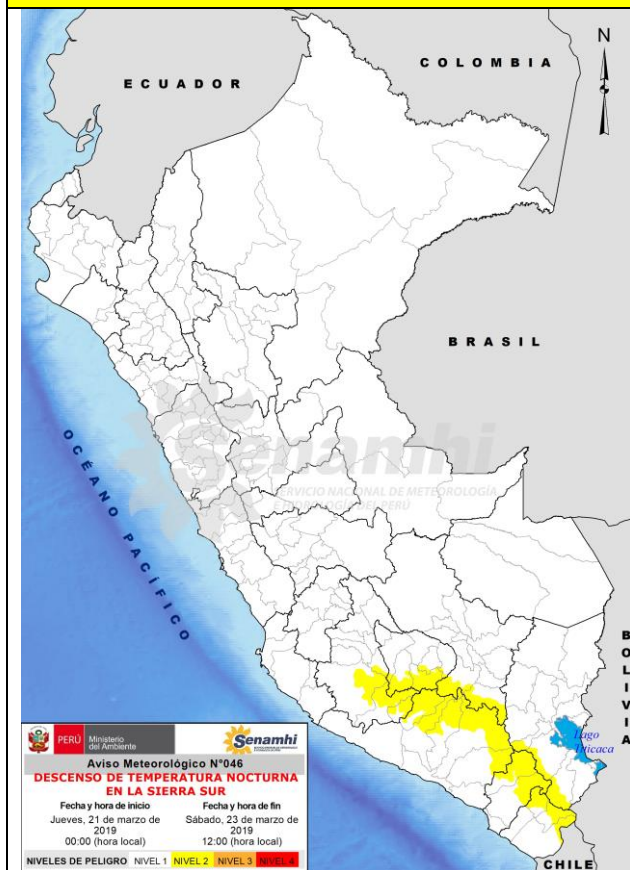 COLOMBIA
N
ECUADOR
BRASIL
Senamhi
SERVICIO NACIONAL DE METEOROLOGÍA
E HIDROLOGÍA DEL PERÚ
OCÉANO PACÍFICO
BOLIVIA
Lago
Titicaca
PERÚ
Ministerio
del Ambiente
Senamhi
Aviso Meteorológico N°046
DESCENSO DE TEMPERATURA NOCTURNA
EN LA SIERRA SUR
Fecha y hora de inicio
Jueves, 21 de marzo de
2019
00:00 (hora local)
Fecha y hora de fin
Sábado, 23 de marzo de
2019
12:00 (hora local)
NIVELES DE PELIGRO NIVEL 1 NIVEL 2 NIVEL 3 NIVEL 4
CHILE